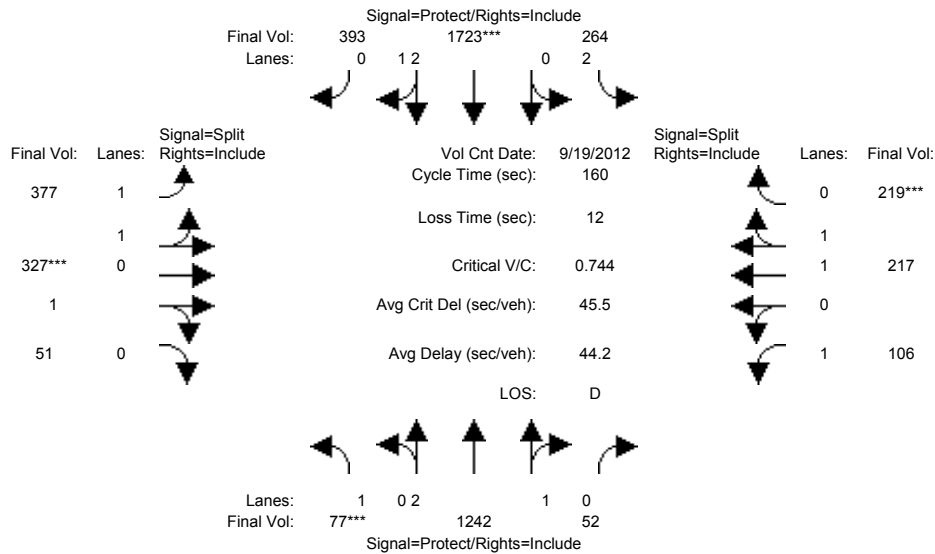 Signal=Protect/Rights=Include
Final Vol: 393 1723*** 264
Lanes: 0 1 2 0 2
Signal=Split
Rights=Include
Final Vol: Lanes:
Vol Cnt Date: 9/19/2012
Signal=Split
Rights=Include
Lanes: Final Vol:
Cycle Time (sec): 160
377 1
0 219***
Loss Time (sec): 12
1
1
327*** 0
Critical V/C: 0.744
1 217
1
Avg Crit Del (sec/veh): 45.5
0
51 0
Avg Delay (sec/veh): 44.2
1 106
LOS: D
Lanes: 1 0 2 1 0
Final Vol: 77*** 1242 52
Signal=Protect/Rights=Include